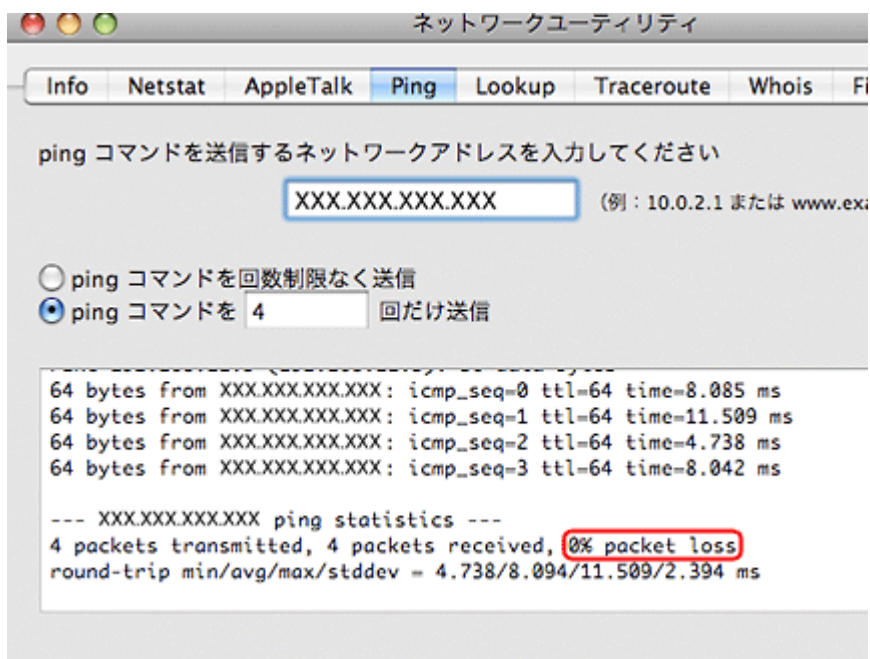 ネットワークユーティリティ
Info Netstat AppleTalk Ping Lookup Traceroute Whois Fi
ping コマンドを送信するネットワークアドレスを入力してください
XXX.XXX.XXX.XXX (例：10.0.2.1 または www.exa
ping コマンドを回数制限なく送信
ping コマンドを 4 回だけ送信
64 bytes from XXX.XXX.XXX.XXX: icmp_seq=0 ttl=64 time=8.085 ms
64 bytes from XXX.XXX.XXX.XXX: icmp_seq=1 ttl=64 time=11.509 ms
64 bytes from XXX.XXX.XXX.XXX: icmp_seq=2 ttl=64 time=4.738 ms
64 bytes from XXX.XXX.XXX.XXX: icmp_seq=3 ttl=64 time=8.042 ms
--- XXX.XXX.XXX.XXX ping statistics ---
4 packets transmitted, 4 packets received, 0% packet loss
round-trip min/avg/max/stddev = 4.738/8.094/11.509/2.394 ms